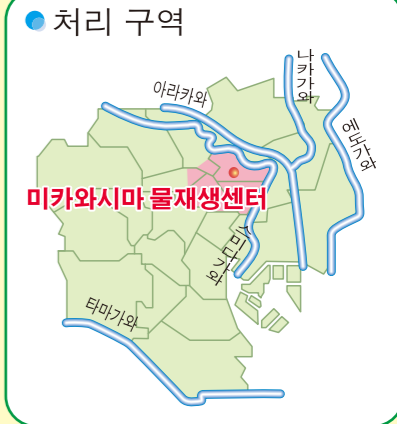 처리 구역
나카가와
아라카와
에도가와
미카와시마 물재생센터
스미다가와
타마가와